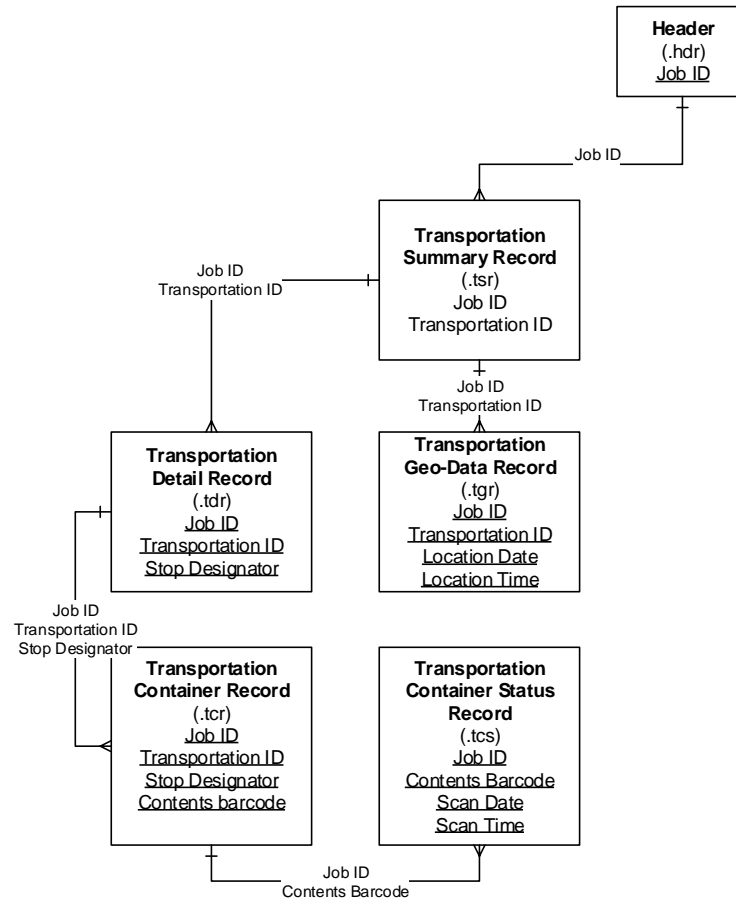 Header
(.hdr)
Job ID
Job ID
Transportation
Summary Record
(.tsr)
Job ID
Transportation ID
Job ID
Transportation ID
Job ID
Transportation ID
Transportation
Detail Record
(.tdr)
Job ID
Transportation ID
Stop Designator
Transportation
Geo-Data Record
(.tgr)
Job ID
Transportation ID
Location Date
Location Time
Job ID
Transportation ID
Stop Designator
Transportation
Container Record
(.tcr)
Job ID
Transportation ID
Stop Designator
Contents barcode
Transportation
Container Status
Record
(.tcs)
Job ID
Contents Barcode
Scan Date
Scan Time
Job ID
Contents Barcode